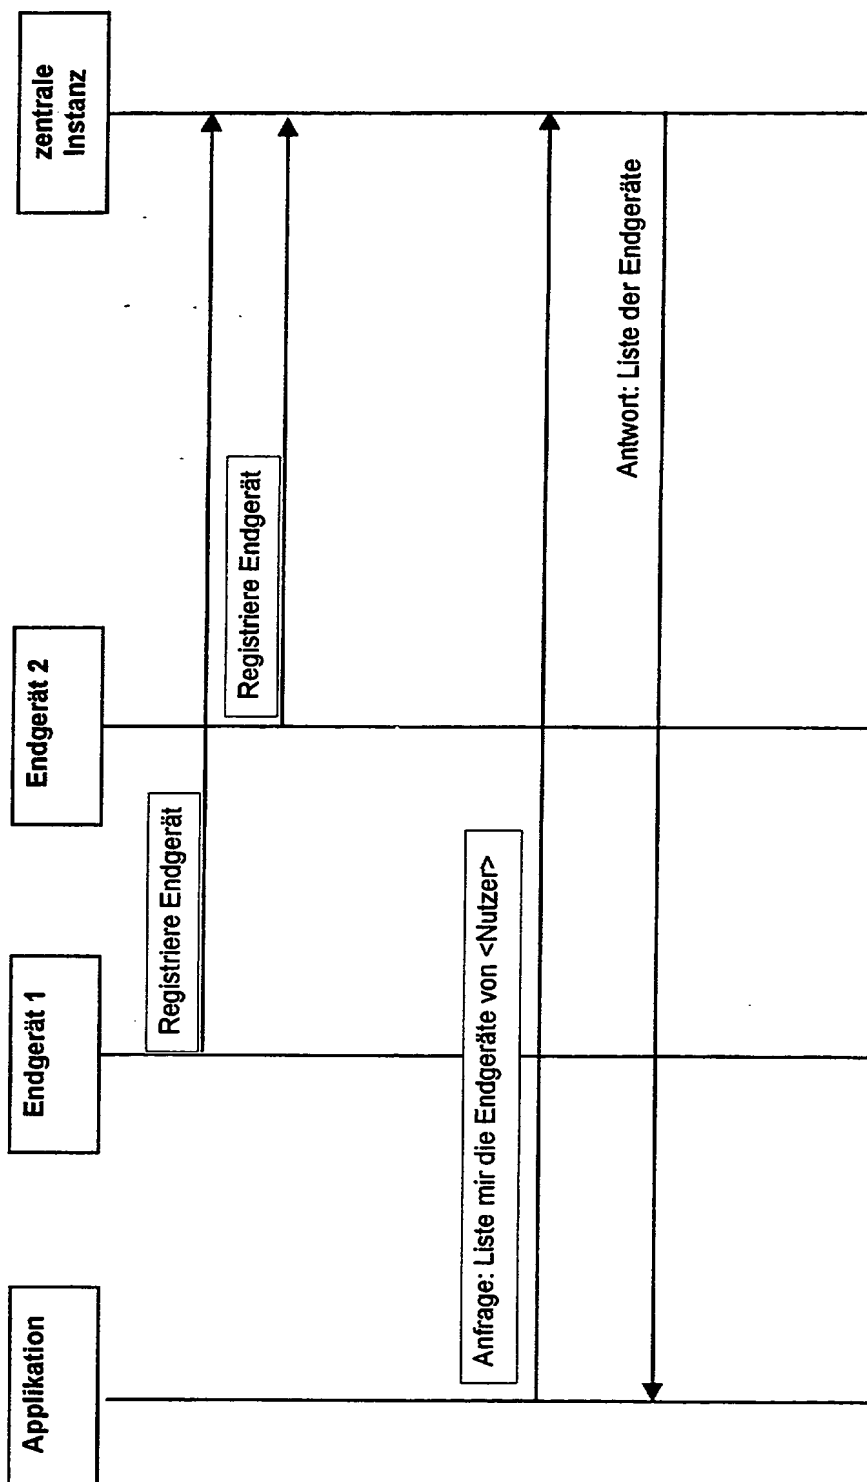 Applikation
Endgerät 1
Endgerät 2
zentrale
Instanz
Registriere Endgerät
Registriere Endgerät
Anfrage: Liste mir die Endgeräte von <Nutzer>
Antwort: Liste der Endgeräte